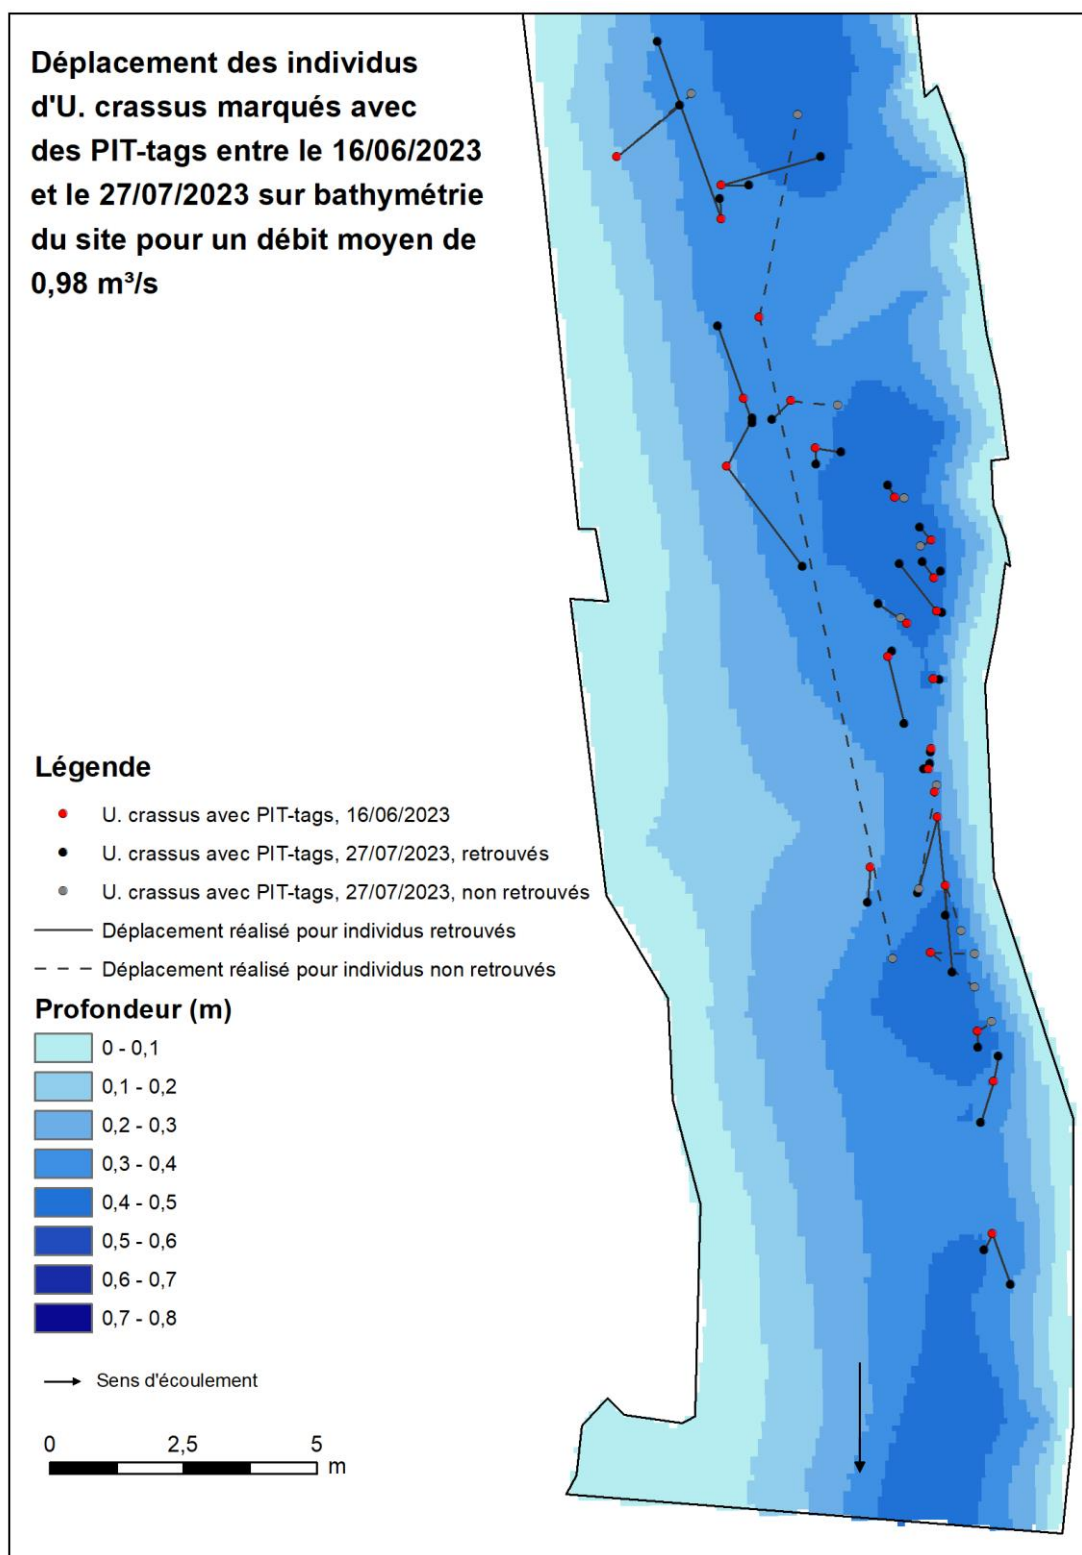 Déplacement des individus
d'U. crassus marqués avec
des PIT-tags entre le 16/06/2023
et le 27/07/2023 sur bathymétrie
du site pour un débit moyen de
0,98 m³/s
Légende
U. crassus avec PIT-tags, 16/06/2023
U. crassus avec PIT-tags, 27/07/2023, retrouvés
U. crassus avec PIT-tags, 27/07/2023, non retrouvés
Déplacement réalisé pour individus retrouvés
Déplacement réalisé pour individus non retrouvés
Profondeur (m)
0 - 0,1
0,1 - 0,2
0,2 - 0,3
0,3 - 0,4
0,4 - 0,5
0,5 - 0,6
0,6 - 0,7
0,7 - 0,8
Sens d'écoulement
0 2,5 5
m